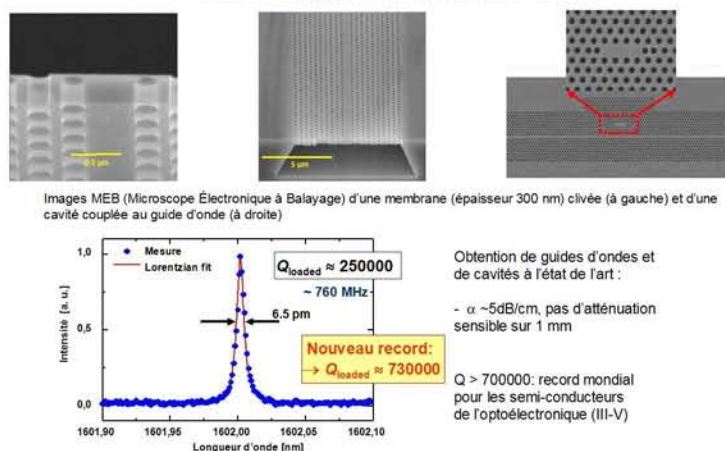 0.5 µm
5 µm
Images MEB (Microscope Électronique à Balayage) d'une membrane (épaisseur 300 nm) clivée (à gauche) et d'une
cavité couplée au guide d'onde (à droite)
Intensité [a. u.]
1,0
0,5
0,0
Mesure
Lorentzian fit
Qloaded ≈ 250000
~ 760 MHz
6.5 pm
Nouveau record:
→ Qloaded ≈ 730000
1601,90 1601,95 1602,00 1602,05 1602,10
Longueur d'onde [nm]
Obtention de guides d'ondes et
de cavités à l'état de l'art :
- α ~5dB/cm, pas d'atténuation
sensible sur 1 mm
Q > 700000: record mondial
pour les semi-conducteurs
de l'optoélectronique (III-V)